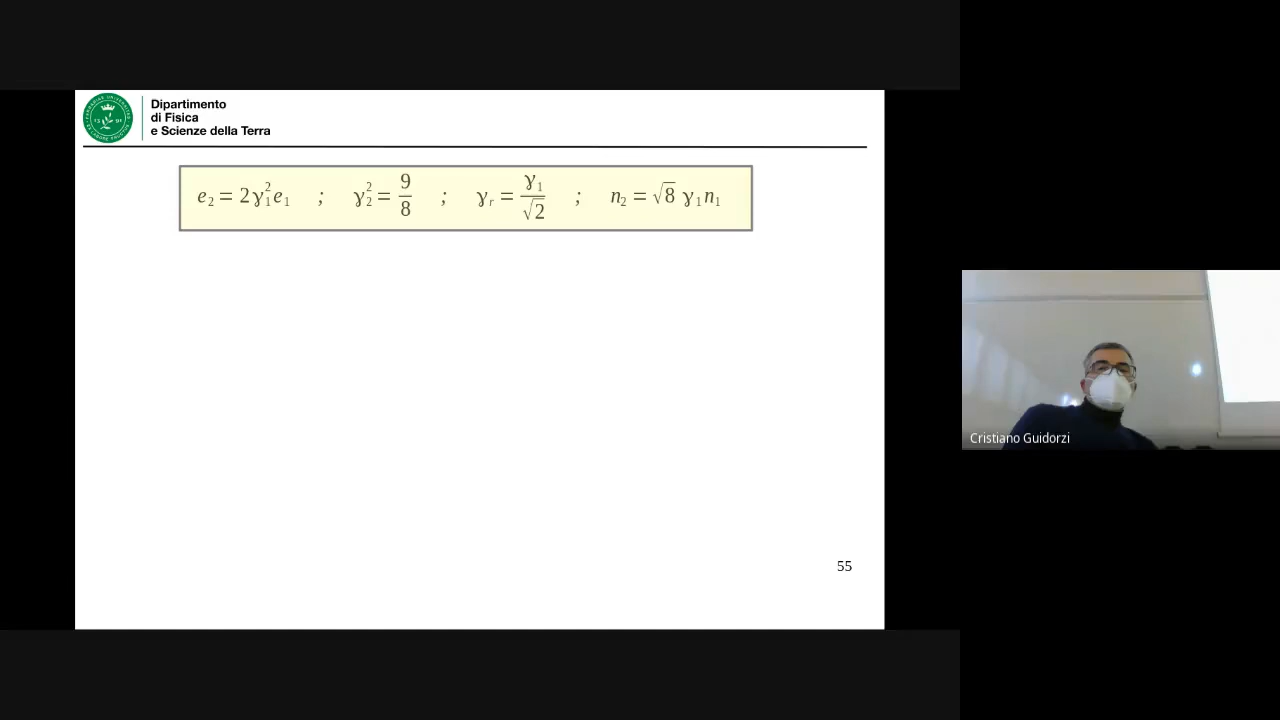 Dipartimento
di Fisica
e Scienze della Terra
e₂ = 2γ₁²e₁ ; γ₂² = 9/8 ; γᵣ = γ₁/√2 ; n₂ = √8 γ₁n₁
55
Cristiano Guidorzi